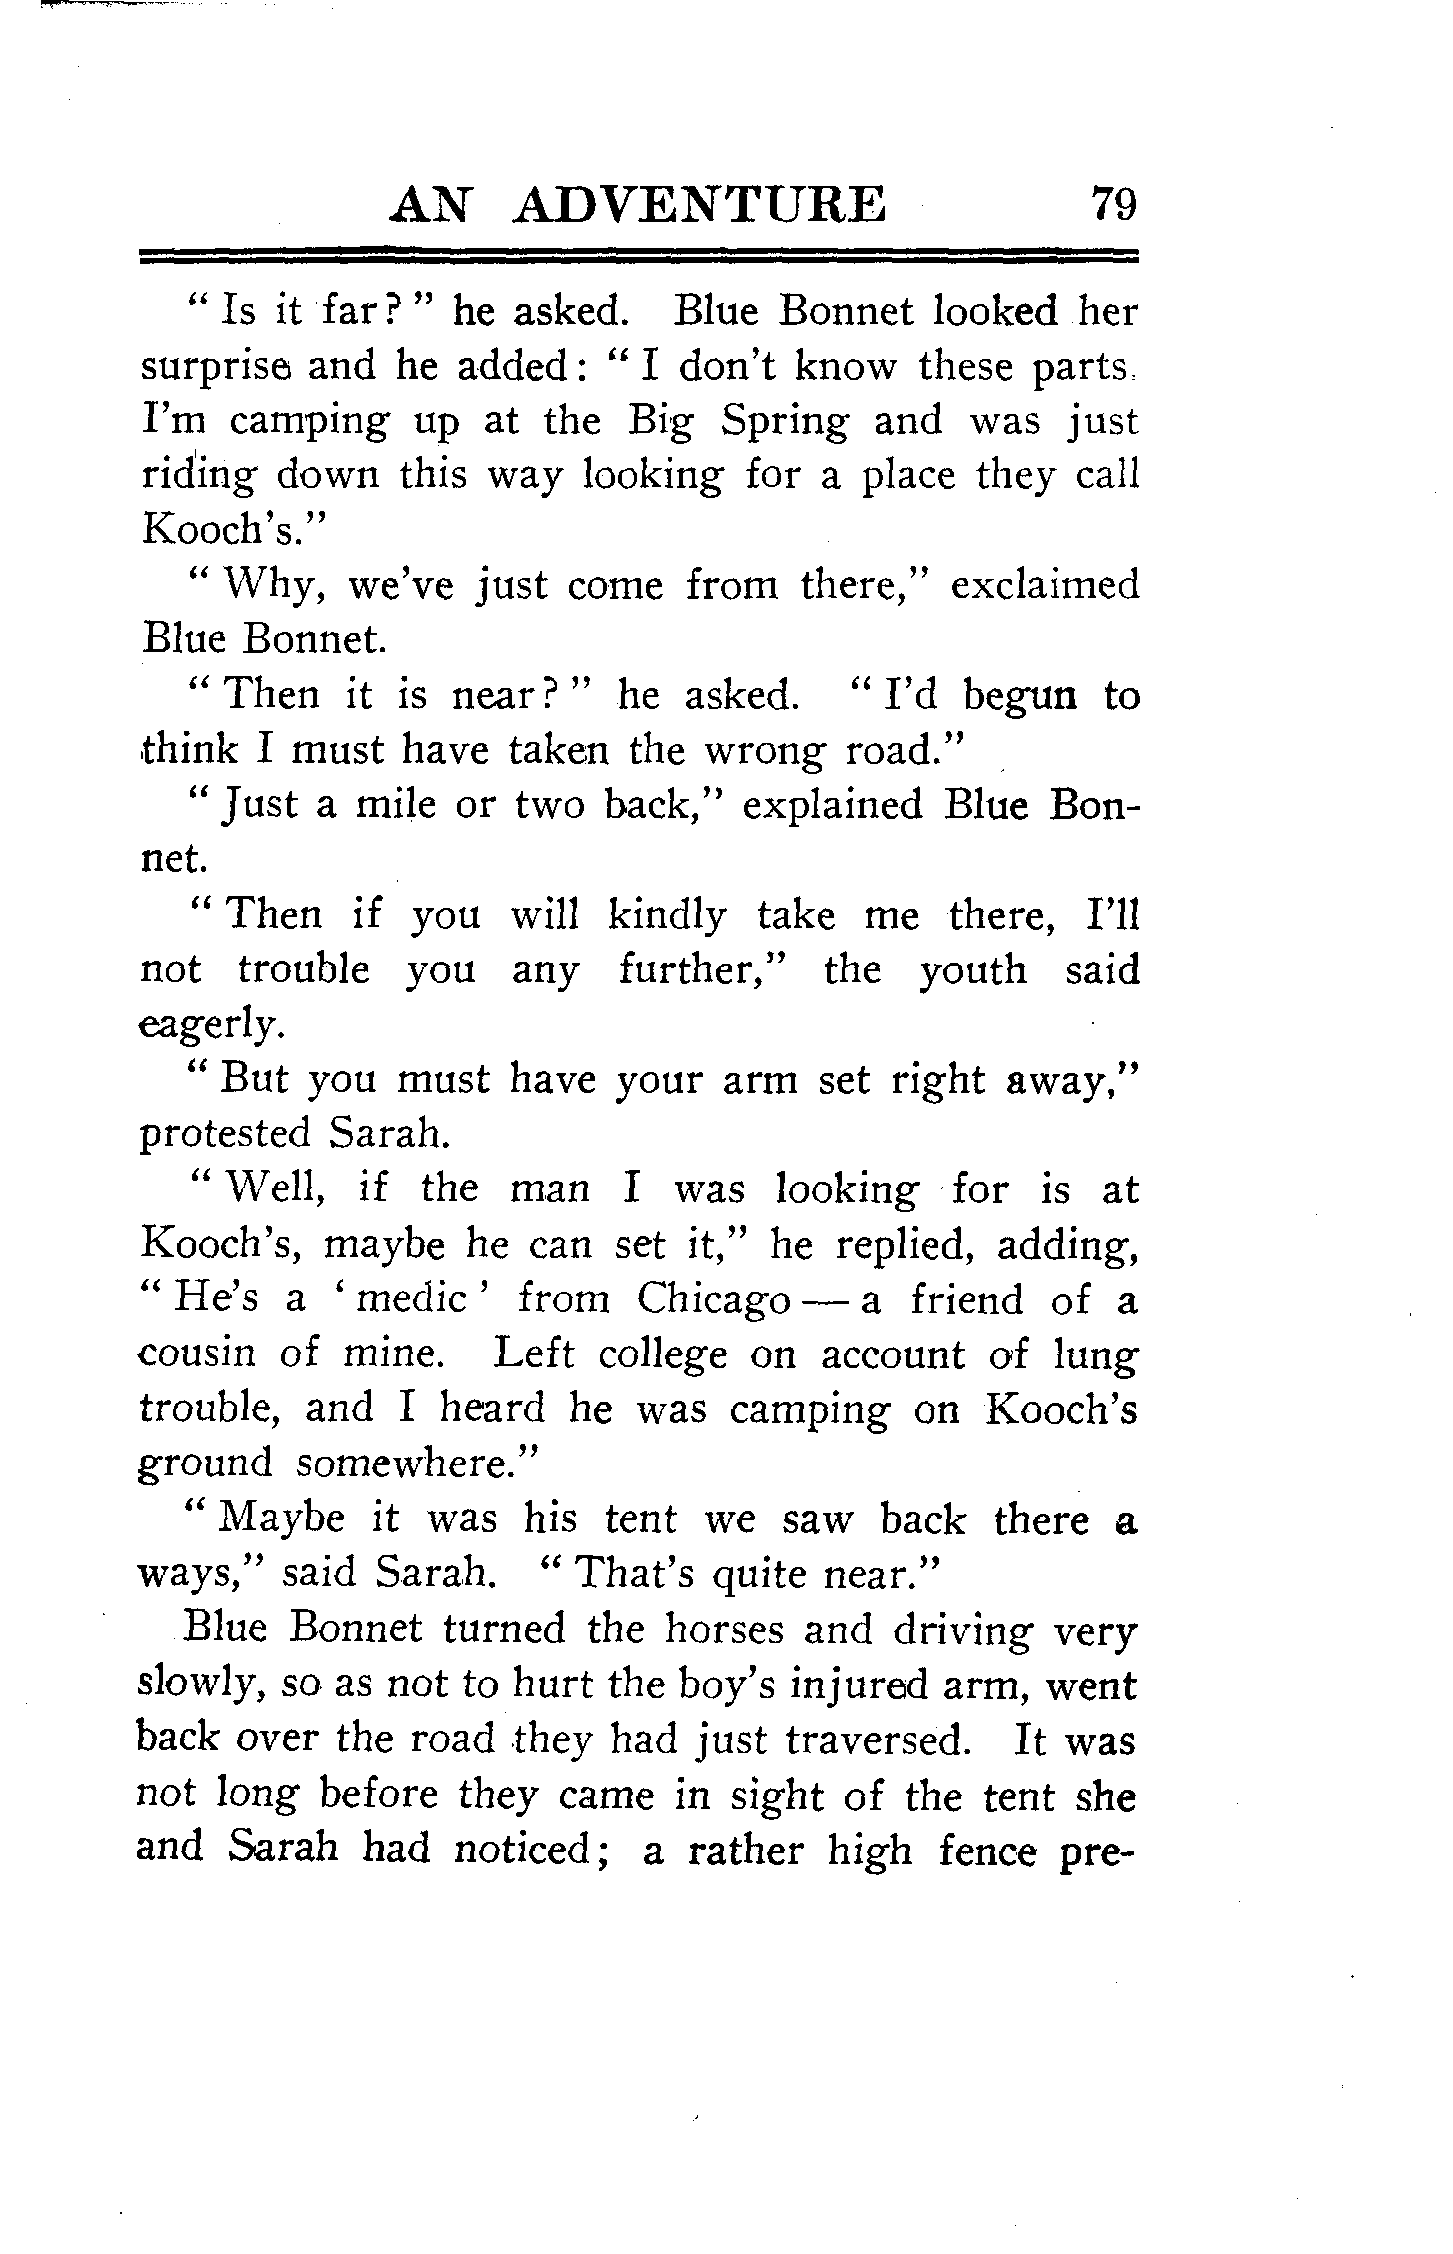 AN ADVENTURE 79
" Is it far? " he asked. Blue Bonnet looked her
surprise and he added: " I don't know these parts.
I'm camping up at the Big Spring and was just
riding down this way looking for a place they call
Kooch's."
" Why, we've just come from there," exclaimed
Blue Bonnet.
" Then it is near? " he asked. " I'd begun to
think I must have taken the wrong road."
" Just a mile or two back," explained Blue Bon-
net.
" Then if you will kindly take me there, I'll
not trouble you any further," the youth said
eagerly.
" But you must have your arm set right away,"
protested Sarah.
" Well, if the man I was looking for is at
Kooch's, maybe he can set it," he replied, adding,
" He's a ' medic ' from Chicago — a friend of a
cousin of mine. Left college on account of lung
trouble, and I heard he was camping on Kooch's
ground somewhere."
" Maybe it was his tent we saw back there a
ways," said Sarah. " That's quite near."
Blue Bonnet turned the horses and driving very
slowly, so as not to hurt the boy's injured arm, went
back over the road they had just traversed. It was
not long before they came in sight of the tent she
and Sarah had noticed; a rather high fence pre-